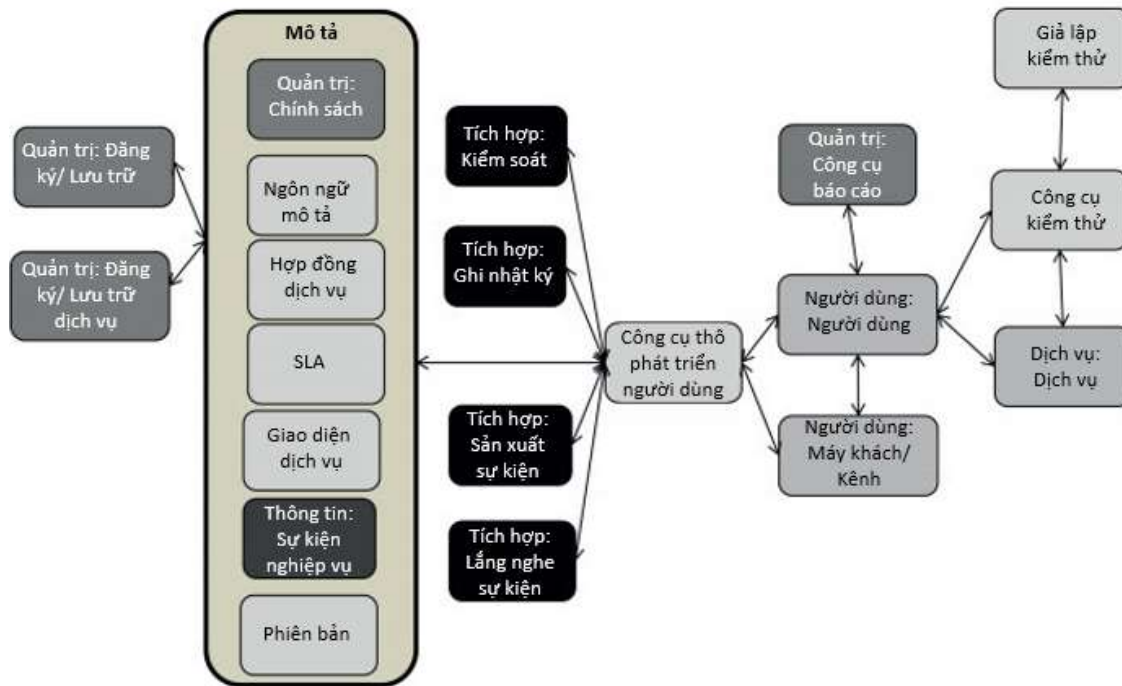 Mô tả
Quản trị:
Chính sách
Ngôn ngữ
mô tả
Hợp đồng
dịch vụ
SLA
Giao diện
dịch vụ
Thông tin:
Sự kiện
nghiệp vụ
Phiên bản
Quản trị: Đăng
ký/ Lưu trữ
Quản trị: Đăng
ký/ Lưu trữ
dịch vụ
Tích hợp:
Kiểm soát
Tích hợp:
Ghi nhật ký
Tích hợp:
Sản xuất
sự kiện
Tích hợp:
Lắng nghe
sự kiện
Công cụ thô
phát triển
người dùng
Quản trị:
Công cụ
báo cáo
Người dùng:
Người dùng
Người dùng:
Máy khách/
Kênh
Giả lập
kiểm thử
Công cụ
kiểm thử
Dịch vụ:
Dịch vụ